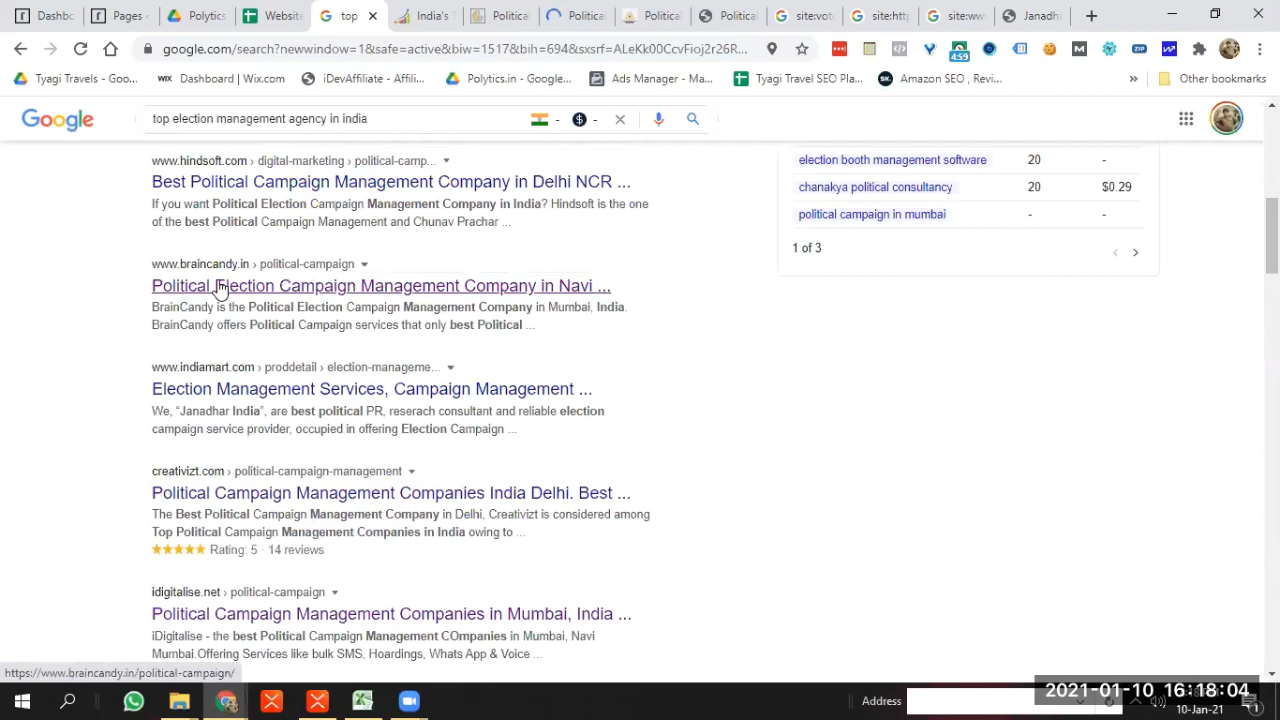 Dashbo
Pages
Polytics
Website
top
India's T
Political
Political
Political
Political
site:vote
site:http
site:ww
Janadh
google.com/search?newwindow=1&safe=active&biw=1517&bih=694&sxsrf=ALeKk00CcvFioj2r26R...
4:59
ZIP
Tyagi Travels - Goo...
WIX Dashboard | Wix.com
iDevAffiliate - Affili...
Polytics.in - Google...
Ads Manager - Ma...
Tyagi Travel SEO Pla...
Amazon SEO , Revi...
»
Other bookmarks
Google
top election management agency in india
www.hindsoft.com › digital-marketing › political-camp...
Best Political Campaign Management Company in Delhi NCR ...
If you want Political Election Campaign Management Company in India? Hindsoft is the one
of the best Political Campaign Management and Chunav Prachar ...
www.braincandy.in › political-campaign
Political Election Campaign Management Company in Navi ...
BrainCandy is the Political Election Campaign Management Company in Mumbai, India.
BrainCandy offers Political Campaign services that only best Political ...
www.indiamart.com › proddetail › election-manageme...
Election Management Services, Campaign Management ...
We, “Janadhar India”, are best political PR, reserach consultant and reliable election
campaign service provider, occupied in offering Election Campaign ...
creativizt.com › political-campaign-management
Political Campaign Management Companies India Delhi. Best ...
The Best Political Campaign Management Company in Delhi, Creativizt is considered among
Top Political Campaign Management Companies in India owing to ...
Rating: 5 · 14 reviews
idigitalise.net › political-campaign
Political Campaign Management Companies in Mumbai, India ...
iDigitalise - the best Political Campaign Management COmpanies in Mumbai, Navi
Mumbai.Offering Services like bulk SMS, Hoardings, Whats App & Voice ...
election booth management software 20 -
chanakya political consultancy 20 $0.29
political campaign in mumbai - -
1 of 3
https://www.braincandy.in/political-campaign/
Address
2021-01-10 16:18:04
10-Jan-21